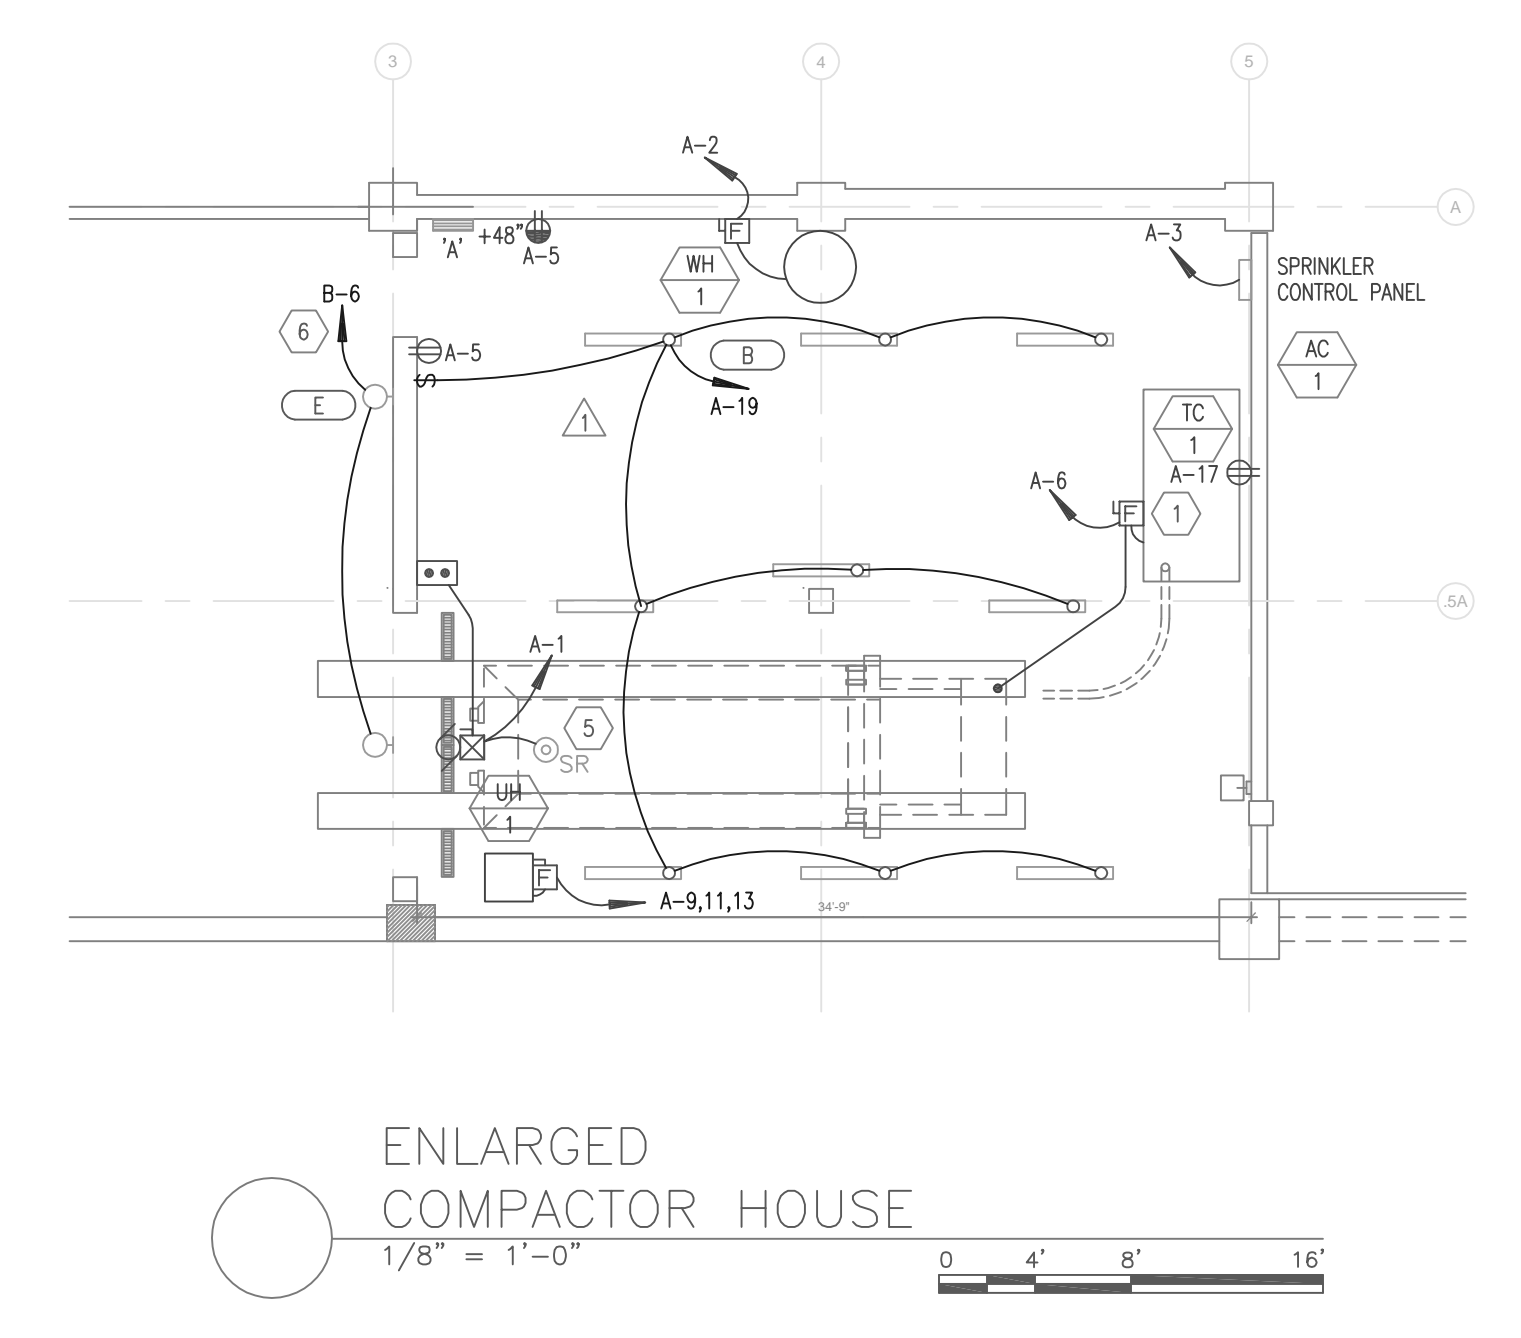 3
4
5
A-2
A
A-3
'A'
+48"
A-5
SPRINKLER
CONTROL PANEL
WH
1
B-6
6
A-5
B
AC
1
E
A-19
1
TC
1
A-17
A-6
F
1
F
S
.5A
A-1
5
SR
UH
1
F
A-9,11,13
34'-9"
ENLARGED
COMPACTOR HOUSE
1/8" = 1'-0"
0 4' 8' 16'